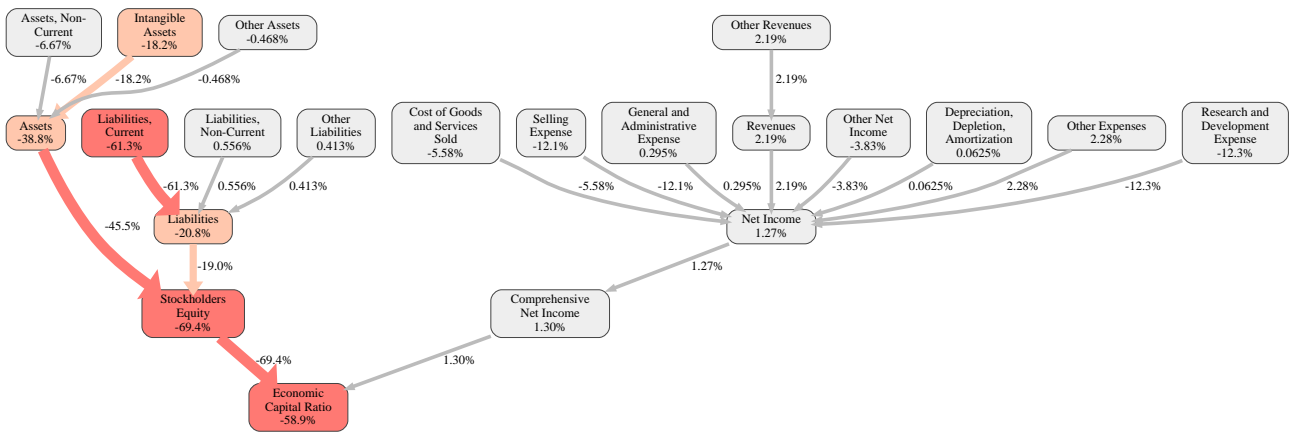 Assets, Non-
Current
-6.67%
Intangible
Assets
-18.2%
Other Assets
-0.468%
Other Revenues
2.19%
-6.67%
-18.2%
-0.468%
2.19%
Assets
-38.8%
Liabilities,
Current
-61.3%
Liabilities,
Non-Current
0.556%
Other
Liabilities
0.413%
Cost of Goods
and Services
Sold
-5.58%
Selling
Expense
-12.1%
General and
Administrative
Expense
0.295%
Revenues
2.19%
Other Net
Income
-3.83%
Depreciation,
Depletion,
Amortization
0.0625%
Other Expenses
2.28%
Research and
Development
Expense
-12.3%
-61.3%
0.556%
0.413%
-5.58%
-12.1%
0.295%
2.19%
-3.83%
0.0625%
2.28%
-12.3%
-45.5%
Liabilities
-20.8%
Net Income
1.27%
-19.0%
1.27%
Stockholders
Equity
-69.4%
Comprehensive
Net Income
1.30%
-69.4%
1.30%
Economic
Capital Ratio
-58.9%